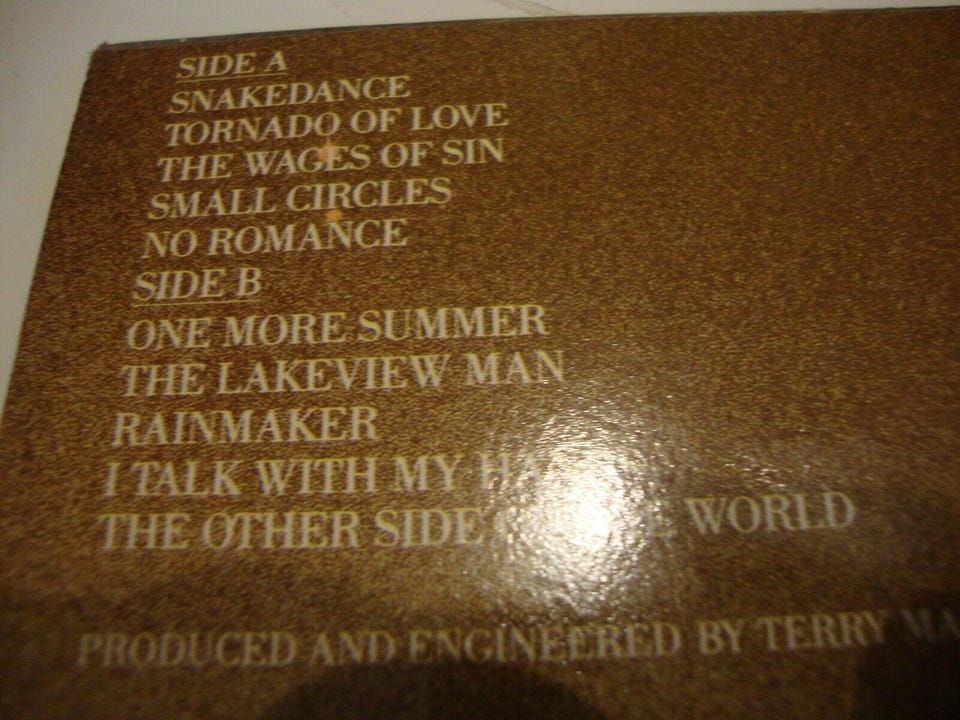 SIDE A
SNAKEDANCE
TORNADO OF LOVE
THE WAGES OF SIN
SMALL CIRCLES
NO ROMANCE
SIDE B
ONE MORE SUMMER
THE LAKEVIEW MAN
RAINMAKER
I TALK WITH MY
THE OTHER SIDE WORLD
PRODUCED AND ENGINEERED BY TERRY